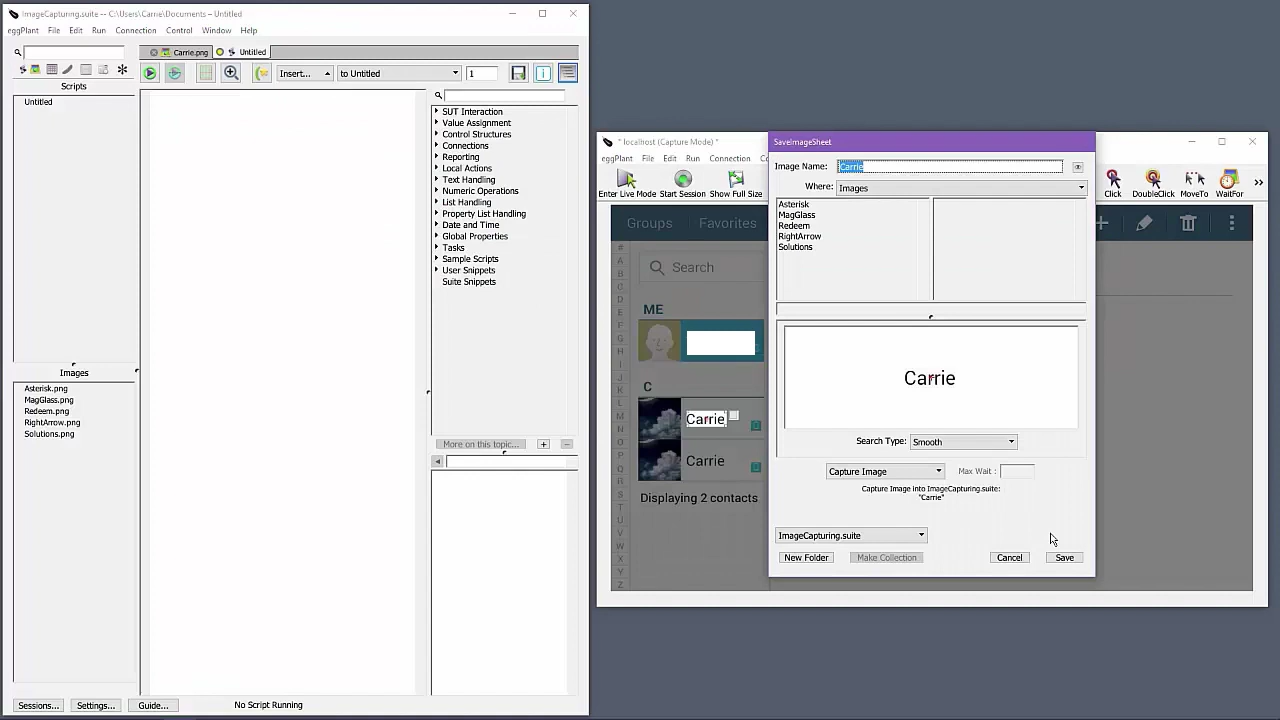 ImageCapturing.suite -- C:\Users\Carrie\Documents – Untitled
eggPlant File Edit Run Connection Control Window Help
Carrie.png Untitled
Insert... to Untitled 1
Scripts
Untitled
Images
Asterisk.png
MagGlass.png
Redeem.png
RightArrow.png
Solutions.png
SUT Interaction
Value Assignment
Control Structures
Connections
Reporting
Local Actions
Text Handling
Numeric Operations
List Handling
Property List Handling
Date and Time
Global Properties
Tasks
Sample Scripts
User Snippets
Suite Snippets
More on this topic...
Sessions... Settings... Guide... No Script Running
* localhost (Capture Mode) *
eggPlant File Edit Run Connection
Enter Live Mode Start Session Show Full Size
Click DoubleClick MoveTo WaitFor
Groups Favorites
Search
ME
C
Carrie
Carrie
Displaying 2 contacts
#
A
B
C
D
E
F
G
H
I
J
K
L
M
N
O
P
Q
R
S
T
U
V
W
X
Y
Z
SaveImageSheet
Image Name: Carrie
Where: Images
Asterisk
MagGlass
Redeem
RightArrow
Solutions
Carrie
Search Type: Smooth
Capture Image Max Wait :
Capture Image into ImageCapturing.suite:
"Carrie"
ImageCapturing.suite
New Folder Make Collection Cancel Save